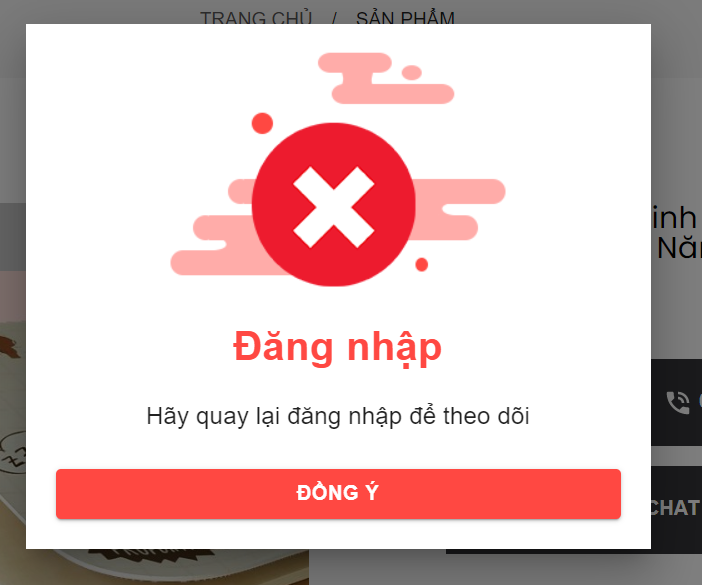 TRANG CHỦ / SẢN PHẨM
Đăng nhập
Hãy quay lại đăng nhập để theo dõi
ĐỒNG Ý
CHAT